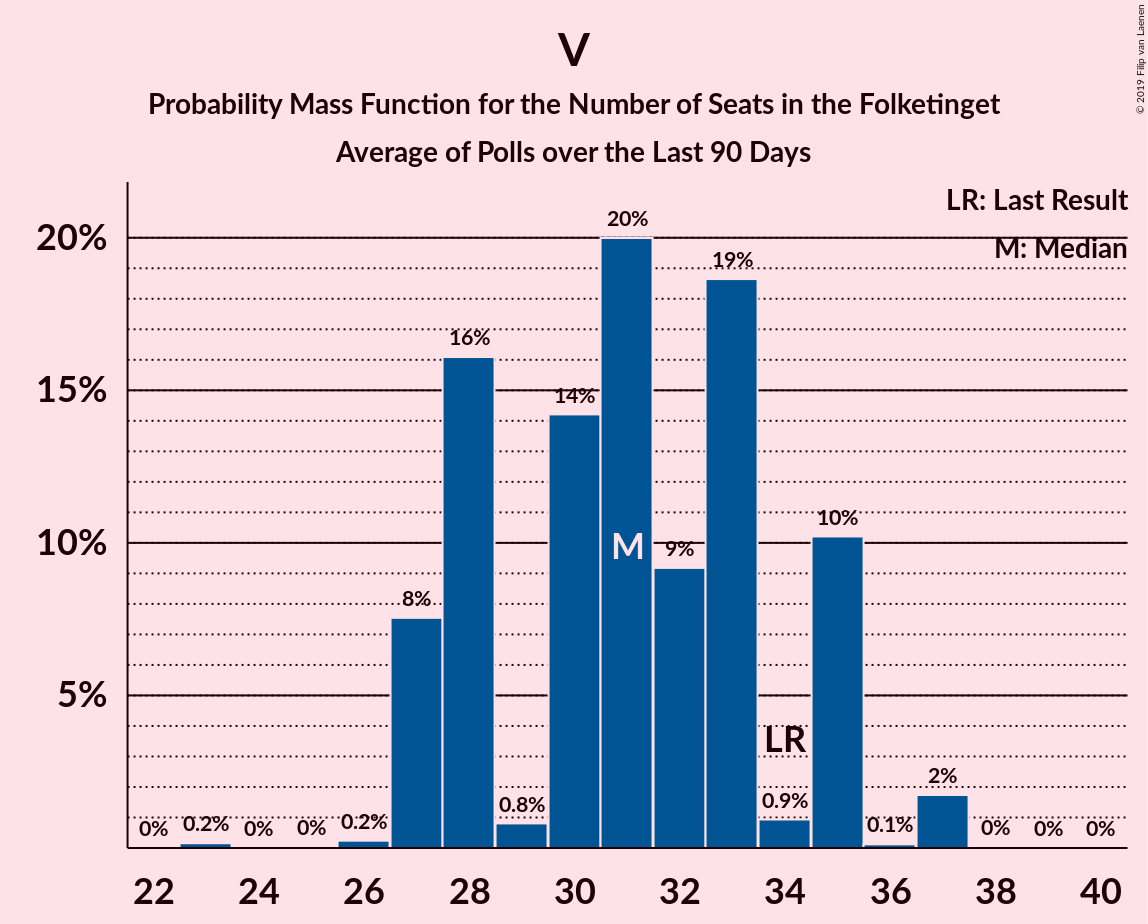 V
Probability Mass Function for the Number of Seats in the Folketinget
Average of Polls over the Last 90 Days
© 2019 Filip van Laenen
LR: Last Result
M: Median
20%
15%
10%
5%
0% 0.2% 0% 0% 0.2% 8% 16% 0.8% 14% 20% 9% 19% 0.9% 10% 0.1% 2% 0% 0% 0%
M
LR
22 24 26 28 30 32 34 36 38 40